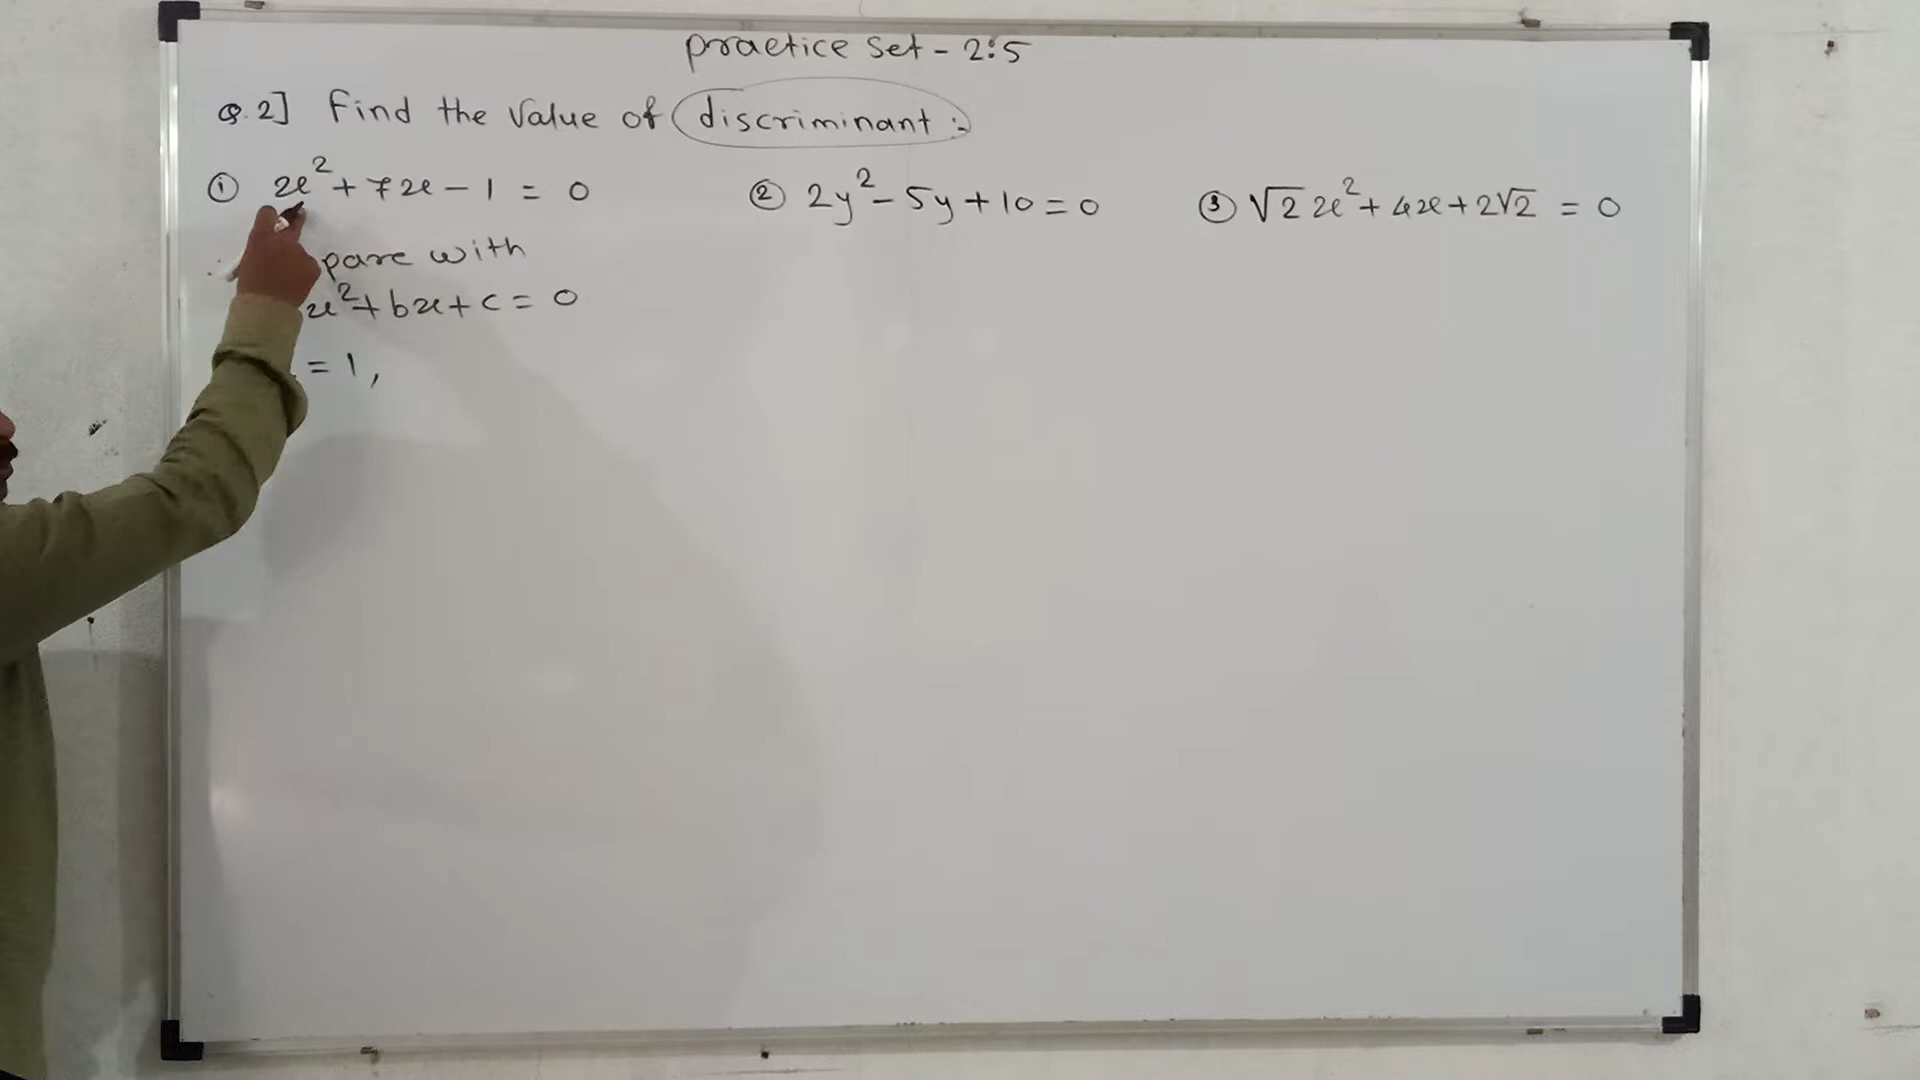 practice set - 2:5
Q.2] Find the value of discriminant :-
① x² + 7x - 1 = 0
② 2y² - 5y + 10 = 0
③ √2 x² + 4x + 2√2 = 0
with
x² + bx + c = 0
= 1,